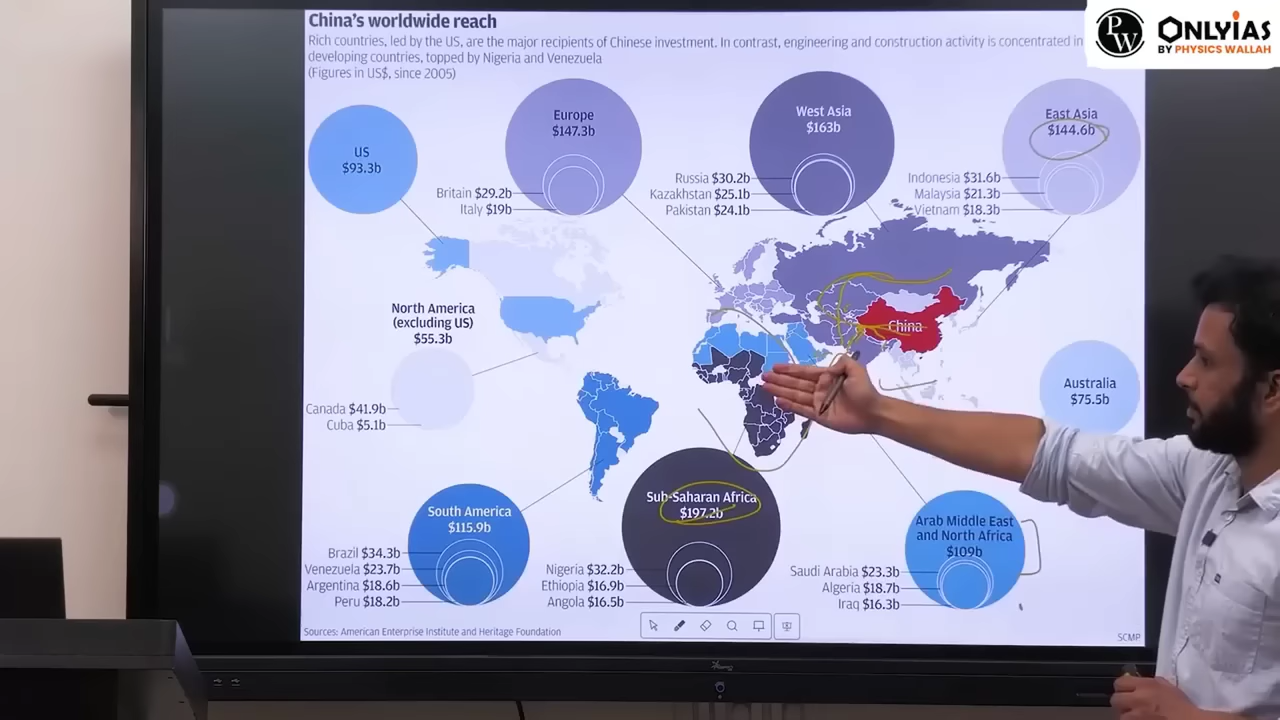 China's worldwide reach
Rich countries, led by the US, are the major recipients of Chinese investment. In contrast, engineering and construction activity is concentrated in
developing countries, topped by Nigeria and Venezuela
(Figures in US$, since 2005)
PW
ONLYIAS
BY PHYSICS WALLAH
US
$93.3b
Europe
$147.3b
Britain $29.2b
Italy $19b
West Asia
$163b
Russia $30.2b
Kazakhstan $25.1b
Pakistan $24.1b
East Asia
$144.6b
Indonesia $31.6b
Malaysia $21.3b
Vietnam $18.3b
North America
(excluding US)
$55.3b
Canada $41.9b
Cuba $5.1b
China
Australia
$75.5b
South America
$115.9b
Brazil $34.3b
Venezuela $23.7b
Argentina $18.6b
Peru $18.2b
Sub-Saharan Africa
$197.2b
Nigeria $32.2b
Ethiopia $16.9b
Angola $16.5b
Arab Middle East
and North Africa
$109b
Saudi Arabia $23.3b
Algeria $18.7b
Iraq $16.3b
Sources: American Enterprise Institute and Heritage Foundation
SCMP